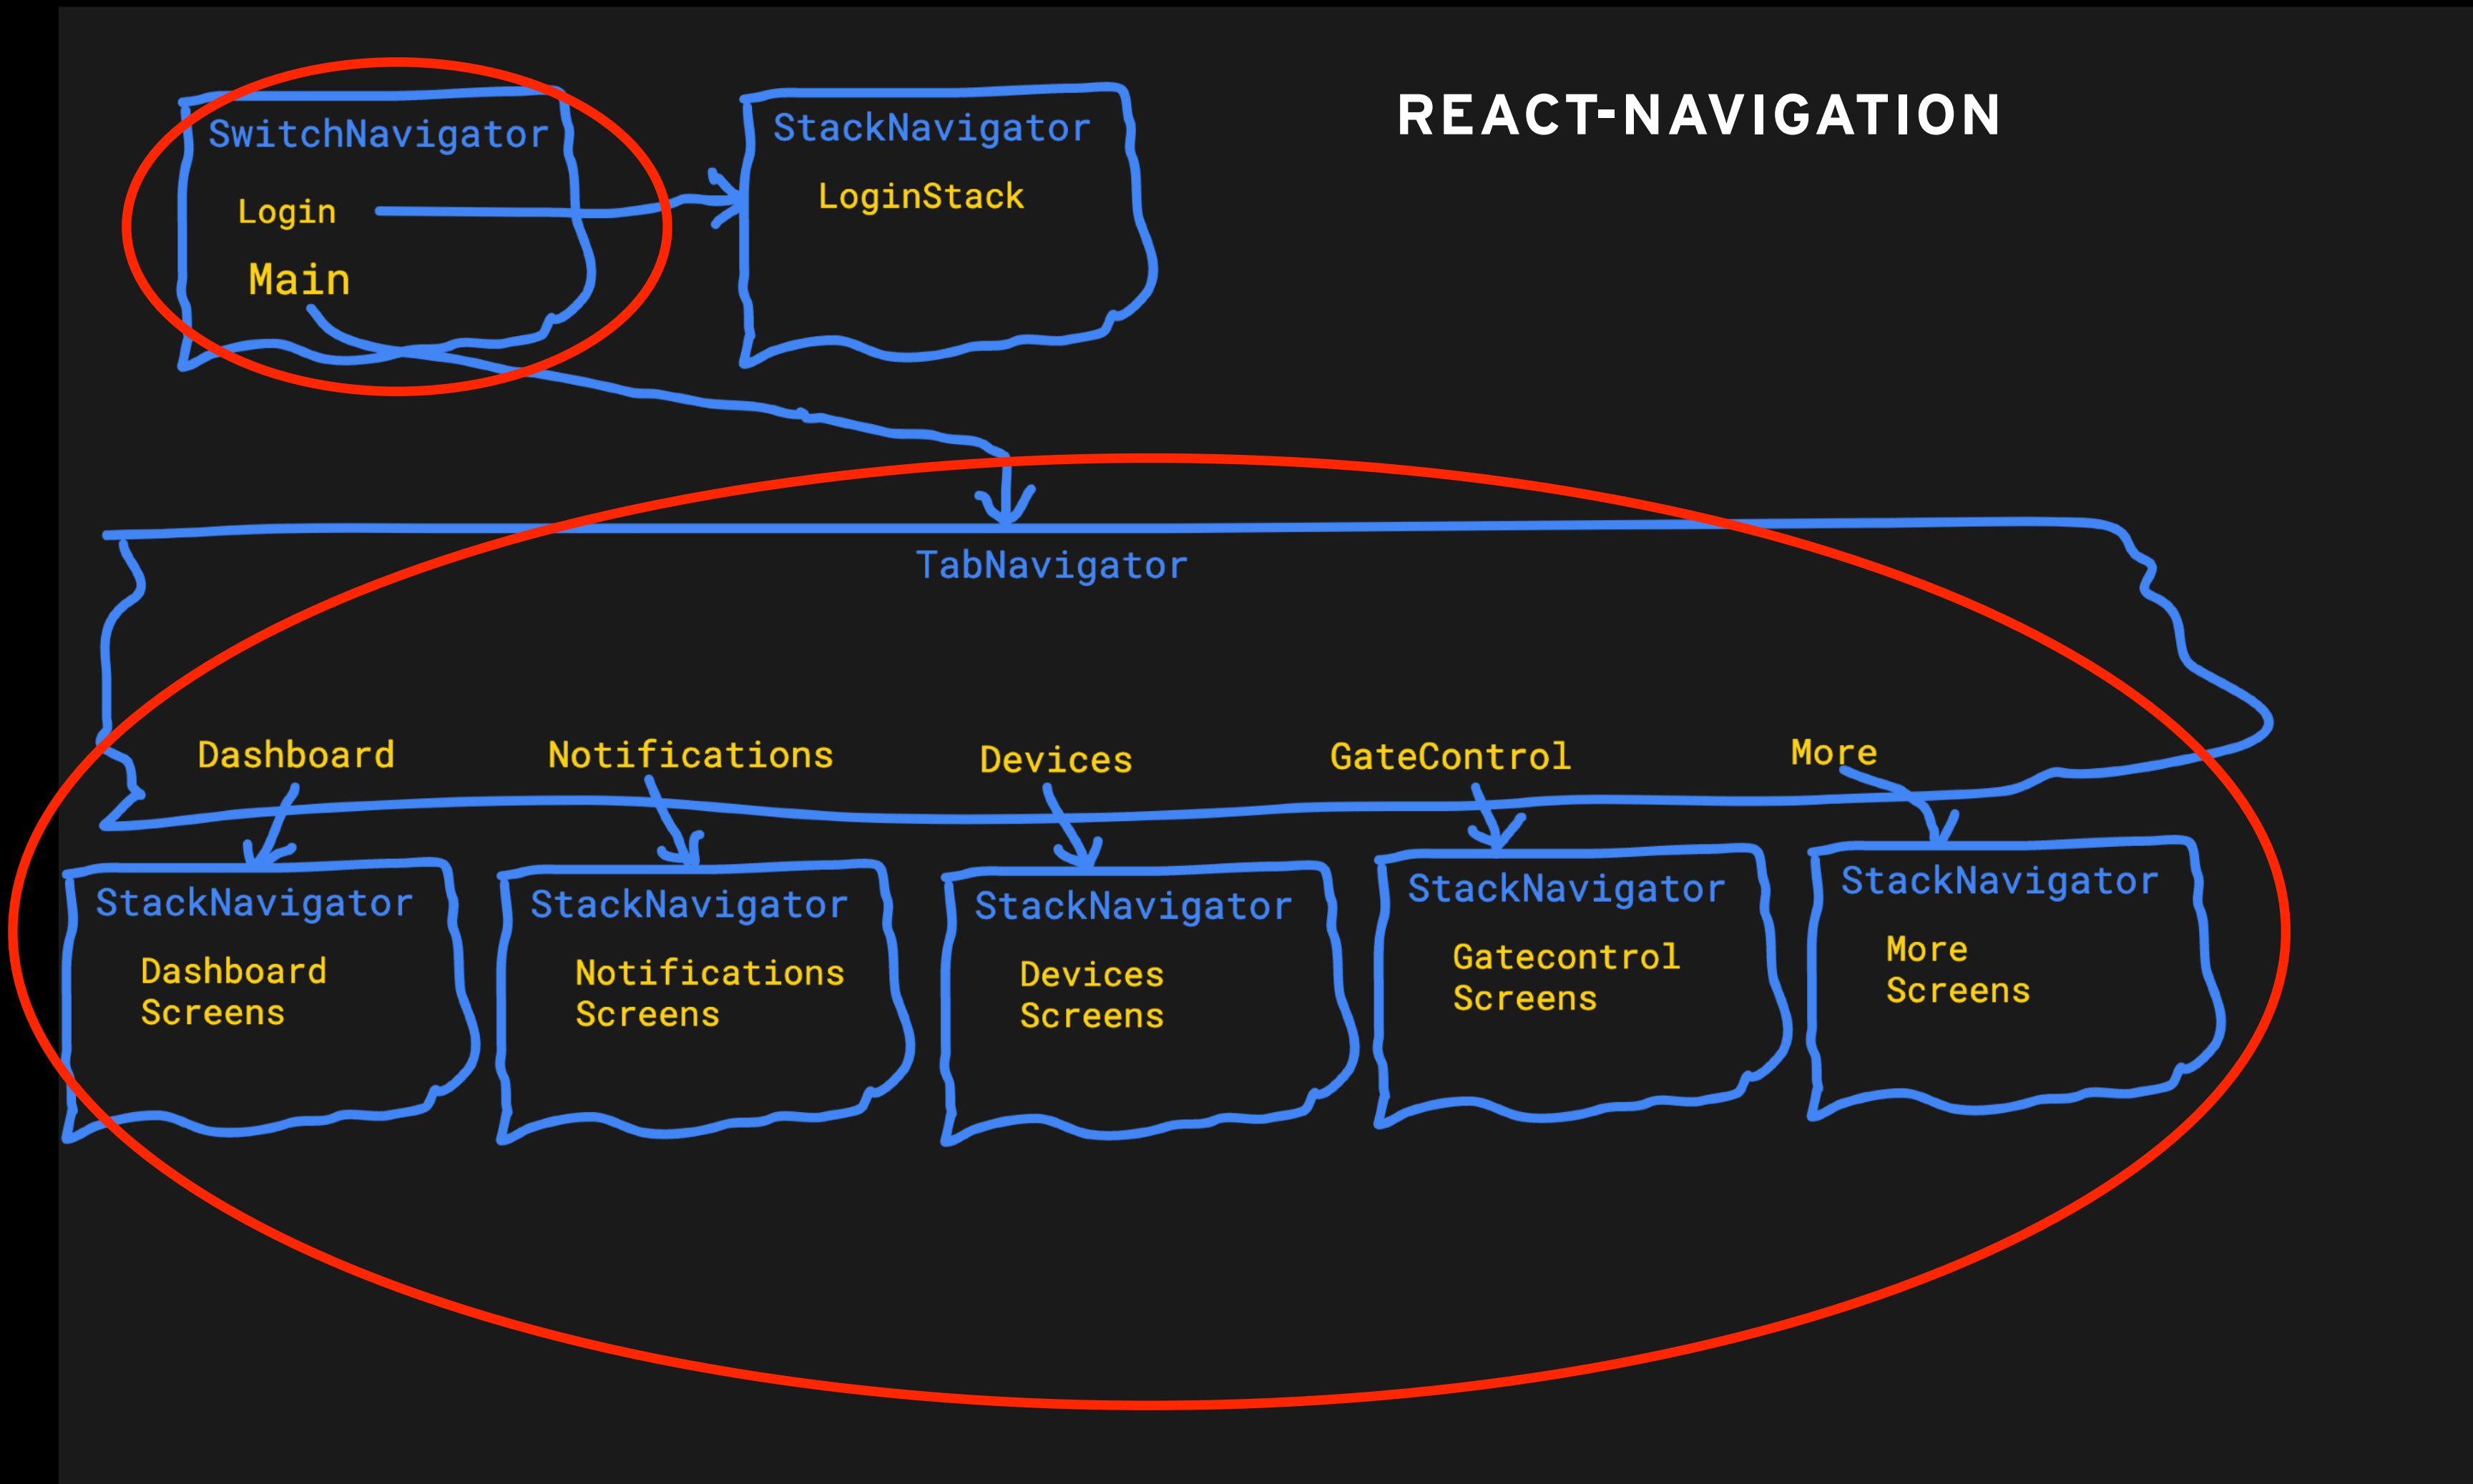 REACT-NAVIGATION
SwitchNavigator
Login
Main
StackNavigator
LoginStack
TabNavigator
Dashboard
Notifications
Devices
GateControl
More
StackNavigator
Dashboard
Screens
StackNavigator
Notifications
Screens
StackNavigator
Devices
Screens
StackNavigator
Gatecontrol
Screens
StackNavigator
More
Screens